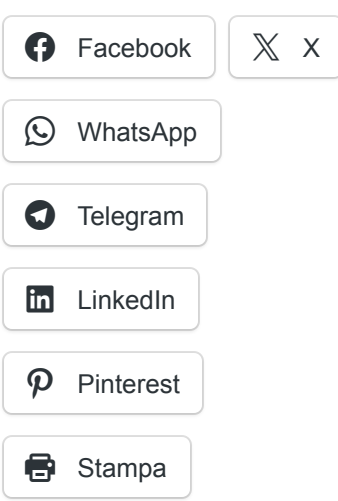 Facebook X
WhatsApp
Telegram
LinkedIn
Pinterest
Stampa